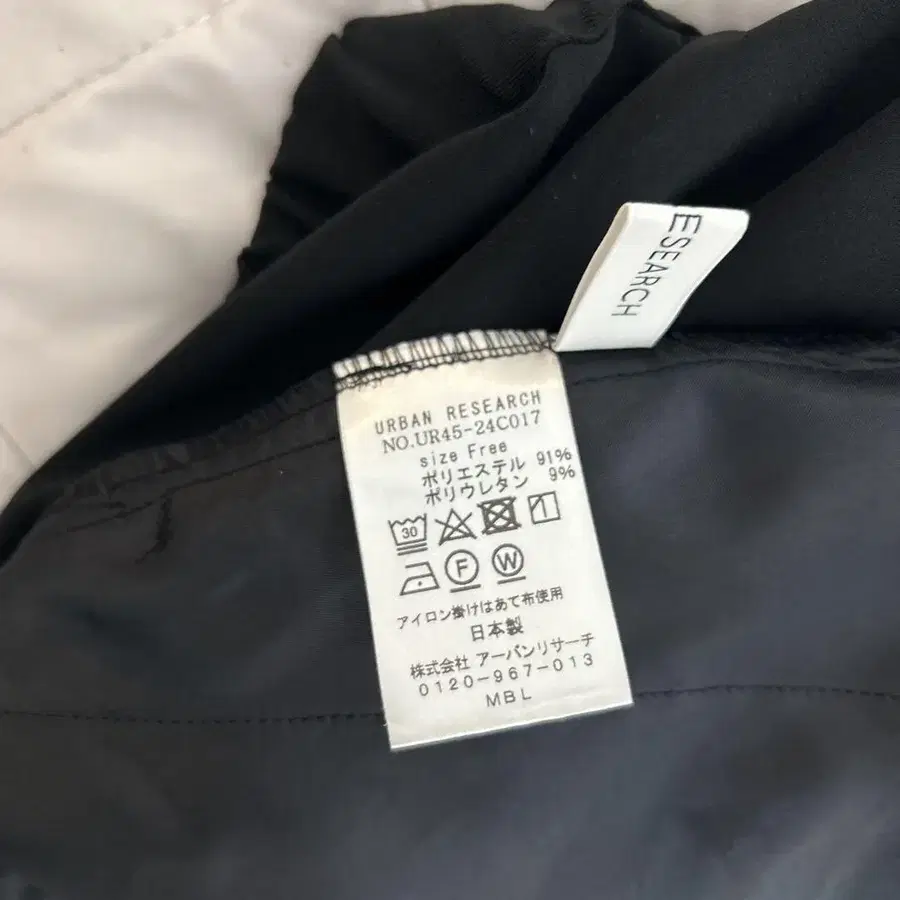 ESEARCH
URBAN RESEARCH
NO.UR45-24C017
size Free
ポリエステル 91%
ポリウレタン 9%
30
F W
アイロン掛けはあて布使用
日本製
株式会社 アーバンリサーチ
0120-967-013
MBL